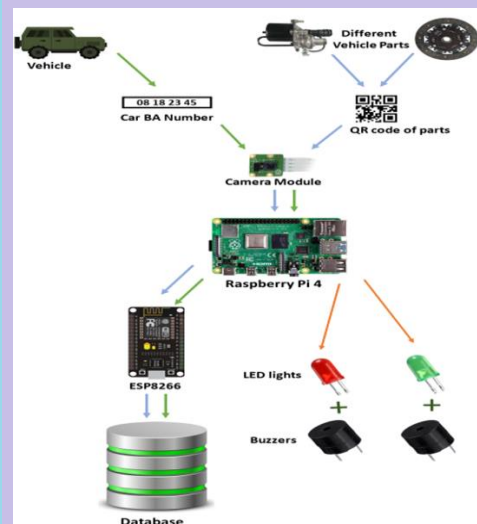 Different
Vehicle Parts
Vehicle
08 18 23 45
Car BA Number
QR code of parts
Camera Module
Raspberry Pi 4
ESP8266
LED lights
+
+
Buzzers
Database